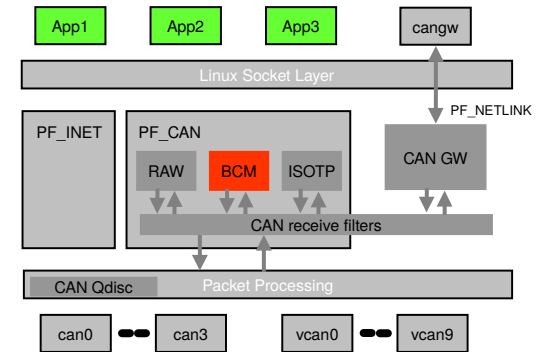 App1 App2 App3 cangw
Linux Socket Layer
PF_NETLINK
PF_INET PF_CAN
CAN GW
RAW BCM ISOTP
CAN receive filters
CAN Qdisc Packet Processing
can0 can3 vcan0 vcan9